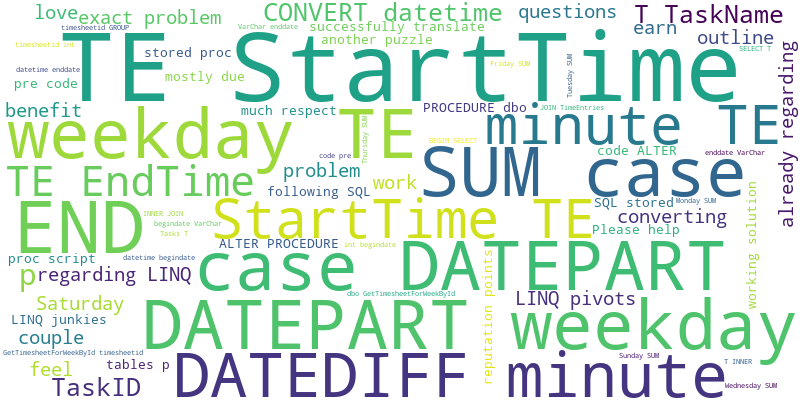 love
exact problem
CONVERT datetime
questions
T TaskName
timesheetid GROUP
VarChar enddate
successfully translate
earn
another puzzle
outline
TE StartTime
timesheetid int
stored proc
SELECT T
datetime enddate
mostly due
Friday SUM
Tuesday SUM
pre code
already regarding
benefit
much respect
PROCEDURE dbo
JOIN TimeEntries
weekday TE
minute TE
Thursday SUM
BEGIN SELECT
code pre
code ALTER
enddate VarChar
TE EndTime
problem
SUM case
following SQL
work
SQL stored
Monday SUM
END
INNER JOIN
StartTime TE
converting
begindate VarChar
Tasks T
Please help
working solution
ALTER PROCEDURE
int begindate
proc script
datetime begindate
case DATEPART
p
regarding LINQ
reputation points
dbo GetTimesheetForWeekById
LINQ pivots
Saturday
DATEPART
weekday
LINQ junkies
couple
GetTimesheetForWeekById timesheetid
DATEDIFF minute
Sunday SUM
feel
tables p
T INNER
TaskID
Wednesday SUM